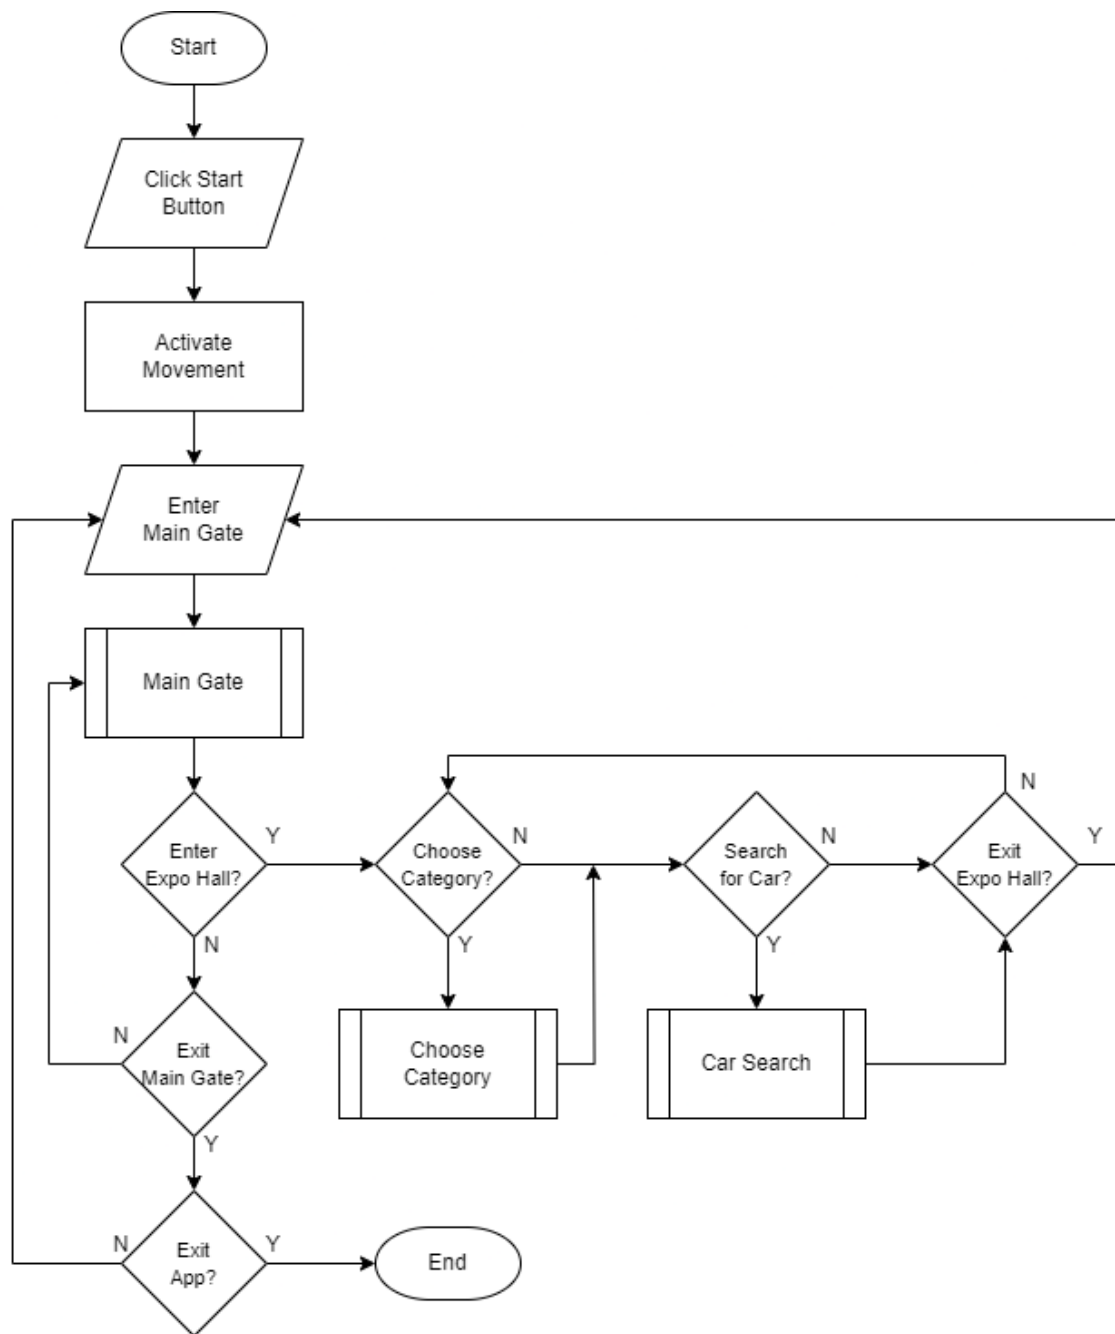 Start
Click Start
Button
Activate
Movement
Enter
Main Gate
Main Gate
Enter
Expo Hall?
Y
N
Choose
Category?
N
Y
Search
for Car?
N
Y
Exit
Expo Hall?
N
Y
Choose
Category
Car Search
Exit
Main Gate?
N
Y
Exit
App?
N
Y
End